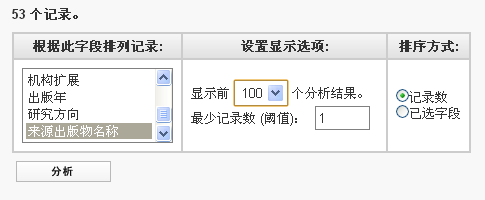 53 个记录。
根据此字段排列记录: 设置显示选项: 排序方式:
机构扩展
出版年
研究方向
来源出版物名称
显示前 100 个分析结果。
最少记录数 (阈值): 1
记录数
已选字段
分析